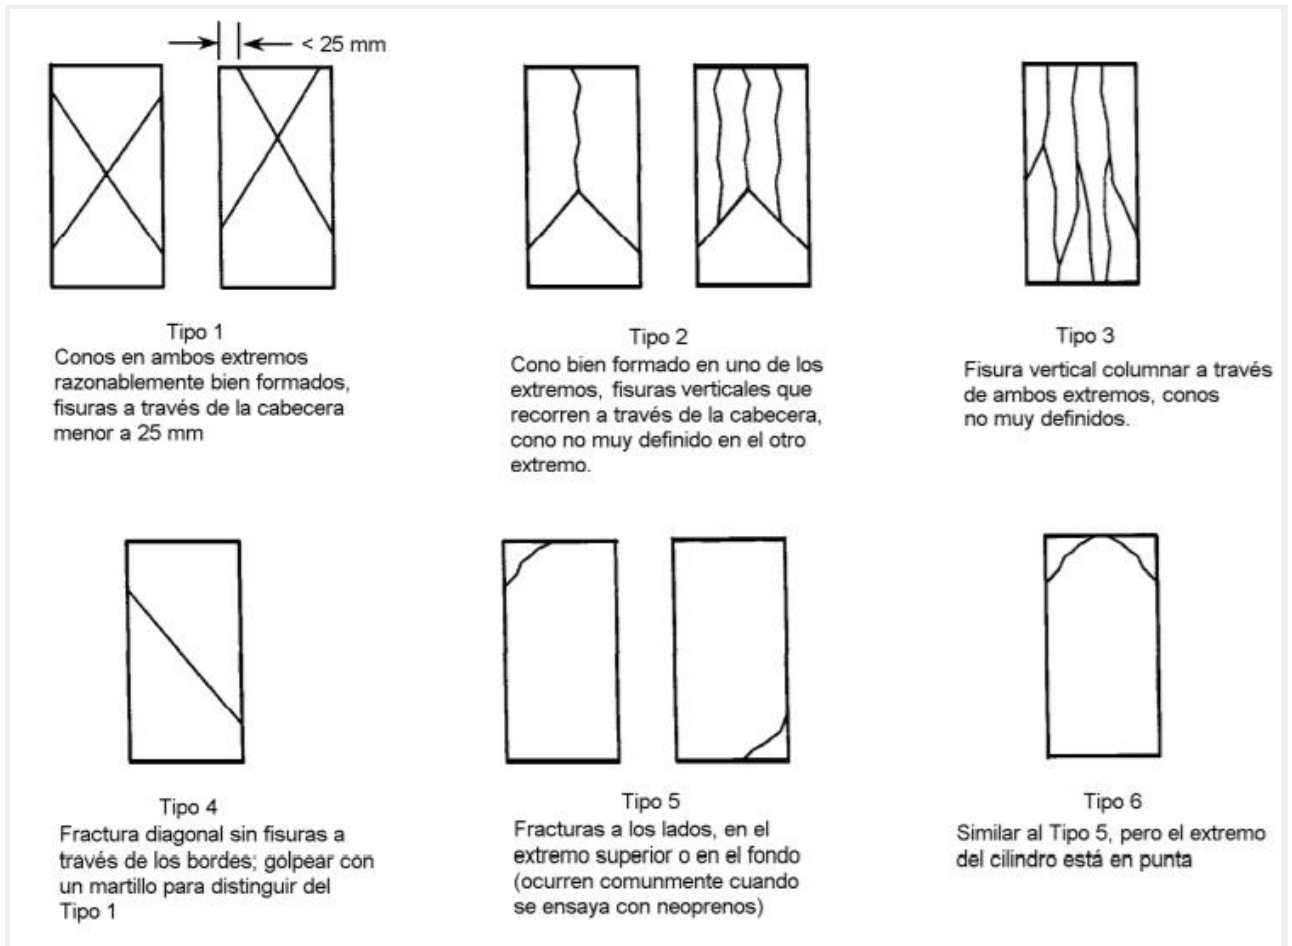 < 25 mm
Tipo 1
Conos en ambos extremos
razonablemente bien formados,
fisuras a través de la cabecera
menor a 25 mm
Tipo 2
Cono bien formado en uno de los
extremos, fisuras verticales que
recorren a través de la cabecera,
cono no muy definido en el otro
extremo.
Tipo 3
Fisura vertical columnar a través
de ambos extremos, conos
no muy definidos.
Tipo 4
Fractura diagonal sin fisuras a
través de los bordes; golpear con
un martillo para distinguir del
Tipo 1
Tipo 5
Fracturas a los lados, en el
extremo superior o en el fondo
(ocurren comunmente cuando
se ensaya con neoprenos)
Tipo 6
Similar al Tipo 5, pero el extremo
del cilindro está en punta